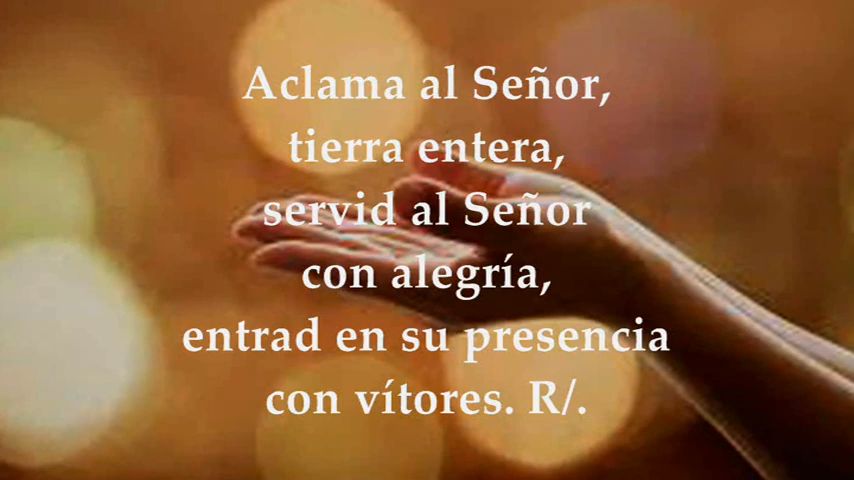 Aclama al Señor,
tierra entera,
servid al Señor
con alegría,
entrad en su presencia
con vítores. R/.